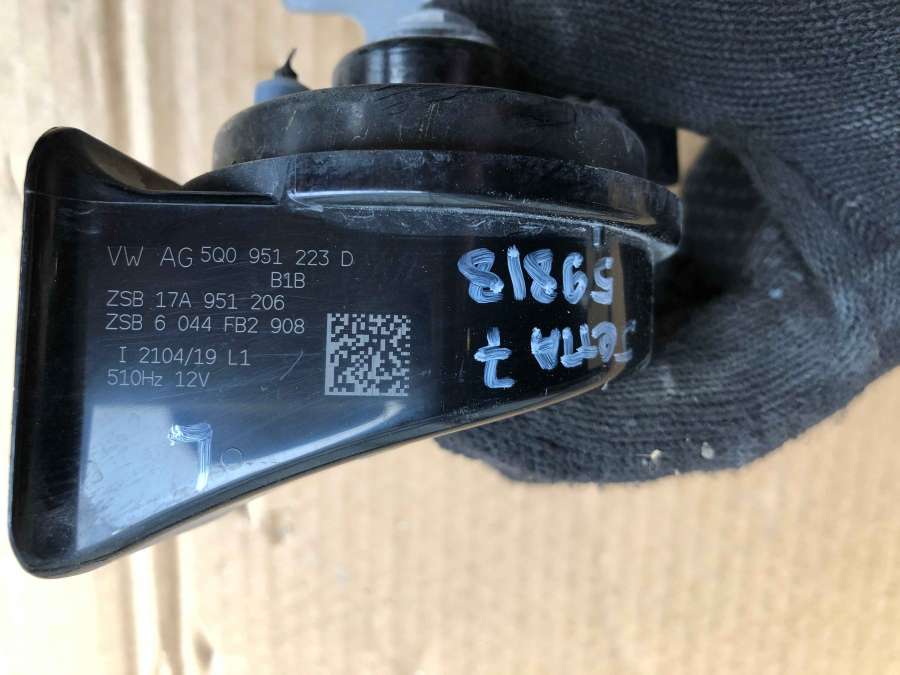 VW AG 5Q0 951 223 D
B1B
ZSB 17A 951 206
ZSB 6 044 FB2 908
I 2104/19 L1
510Hz 12V
L
59818
JETTA 7